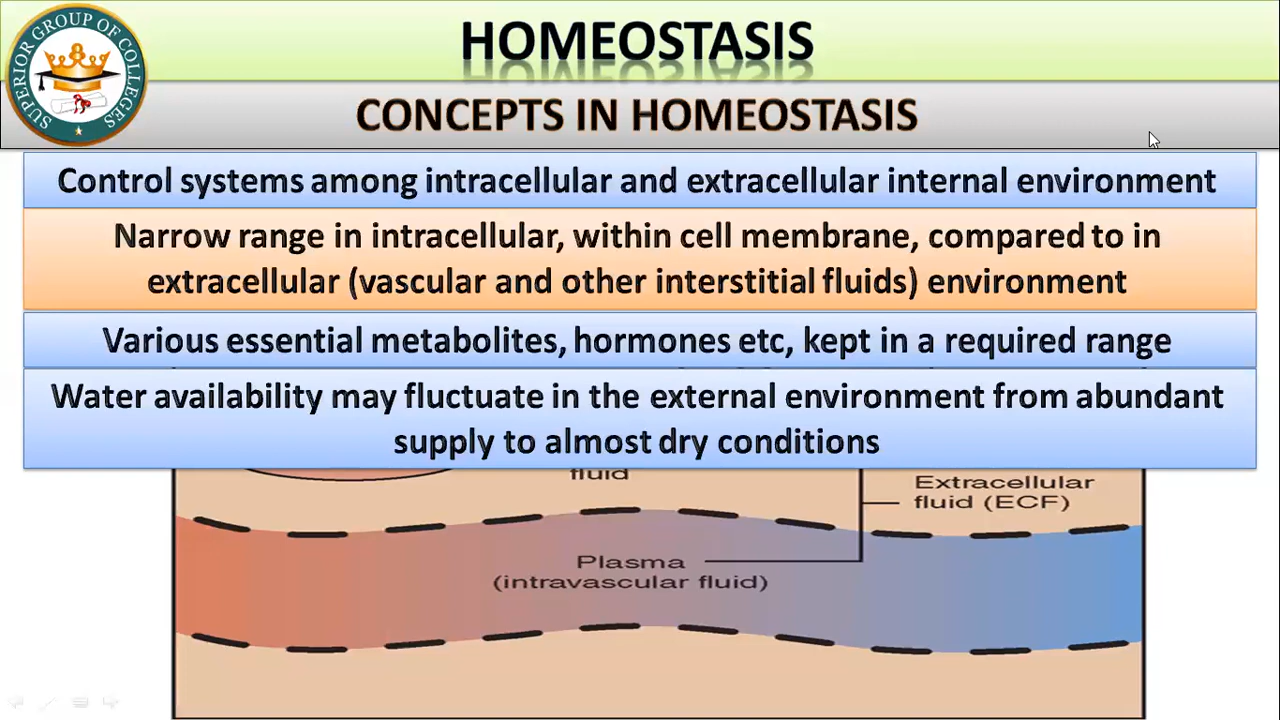 HOMEOSTASIS
SUPERIOR GROUP OF COLLEGES
CONCEPTS IN HOMEOSTASIS
Control systems among intracellular and extracellular internal environment
Narrow range in intracellular, within cell membrane, compared to in
extracellular (vascular and other interstitial fluids) environment
Various essential metabolites, hormones etc, kept in a required range
Water availability may fluctuate in the external environment from abundant
supply to almost dry conditions
fluid
Extracellular
fluid (ECF)
Plasma
(intravascular fluid)